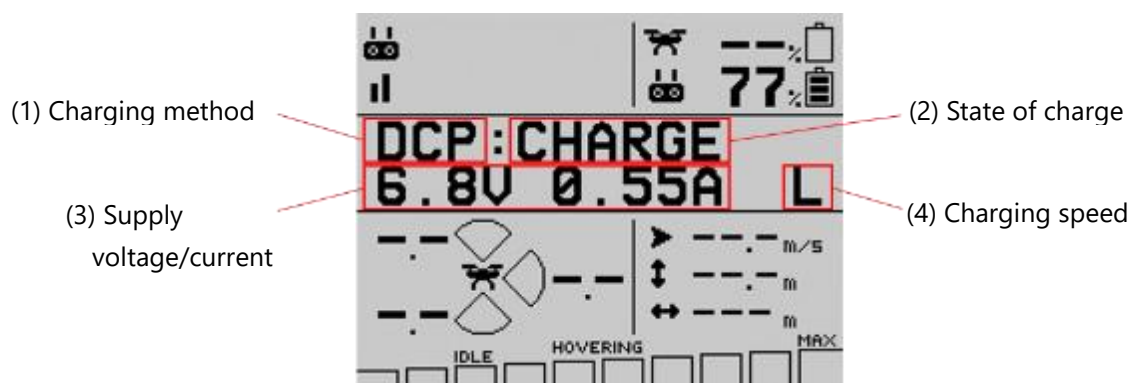 --%
77%
(1) Charging method
(2) State of charge
DCP:CHARGE
6.8V 0.55A L
(3) Supply
voltage/current
(4) Charging speed
--.- m/s
--.- --.- m
--.- --- m
IDLE HOVERING MAX